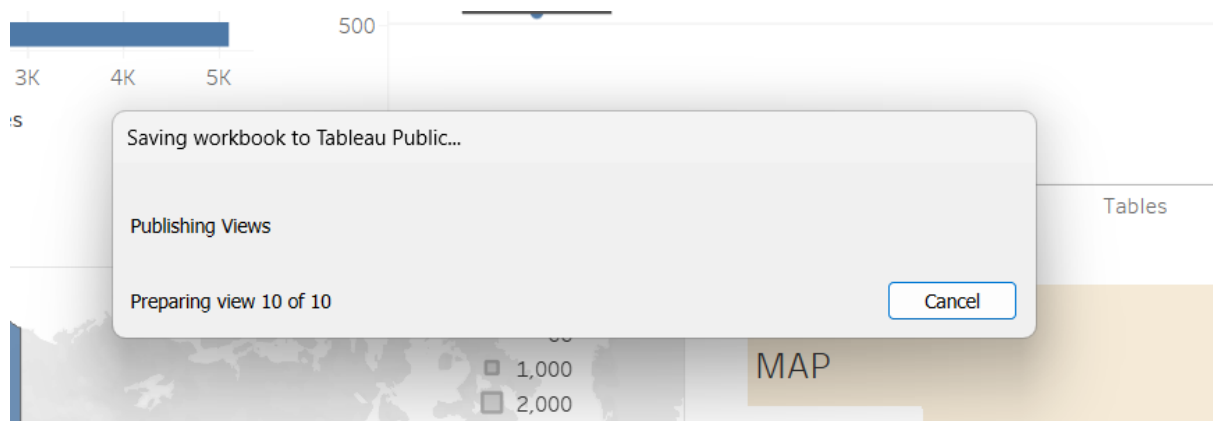 500
3K 4K 5K
es
Saving workbook to Tableau Public...
Tables
Publishing Views
Preparing view 10 of 10
Cancel
1,000
MAP
2,000